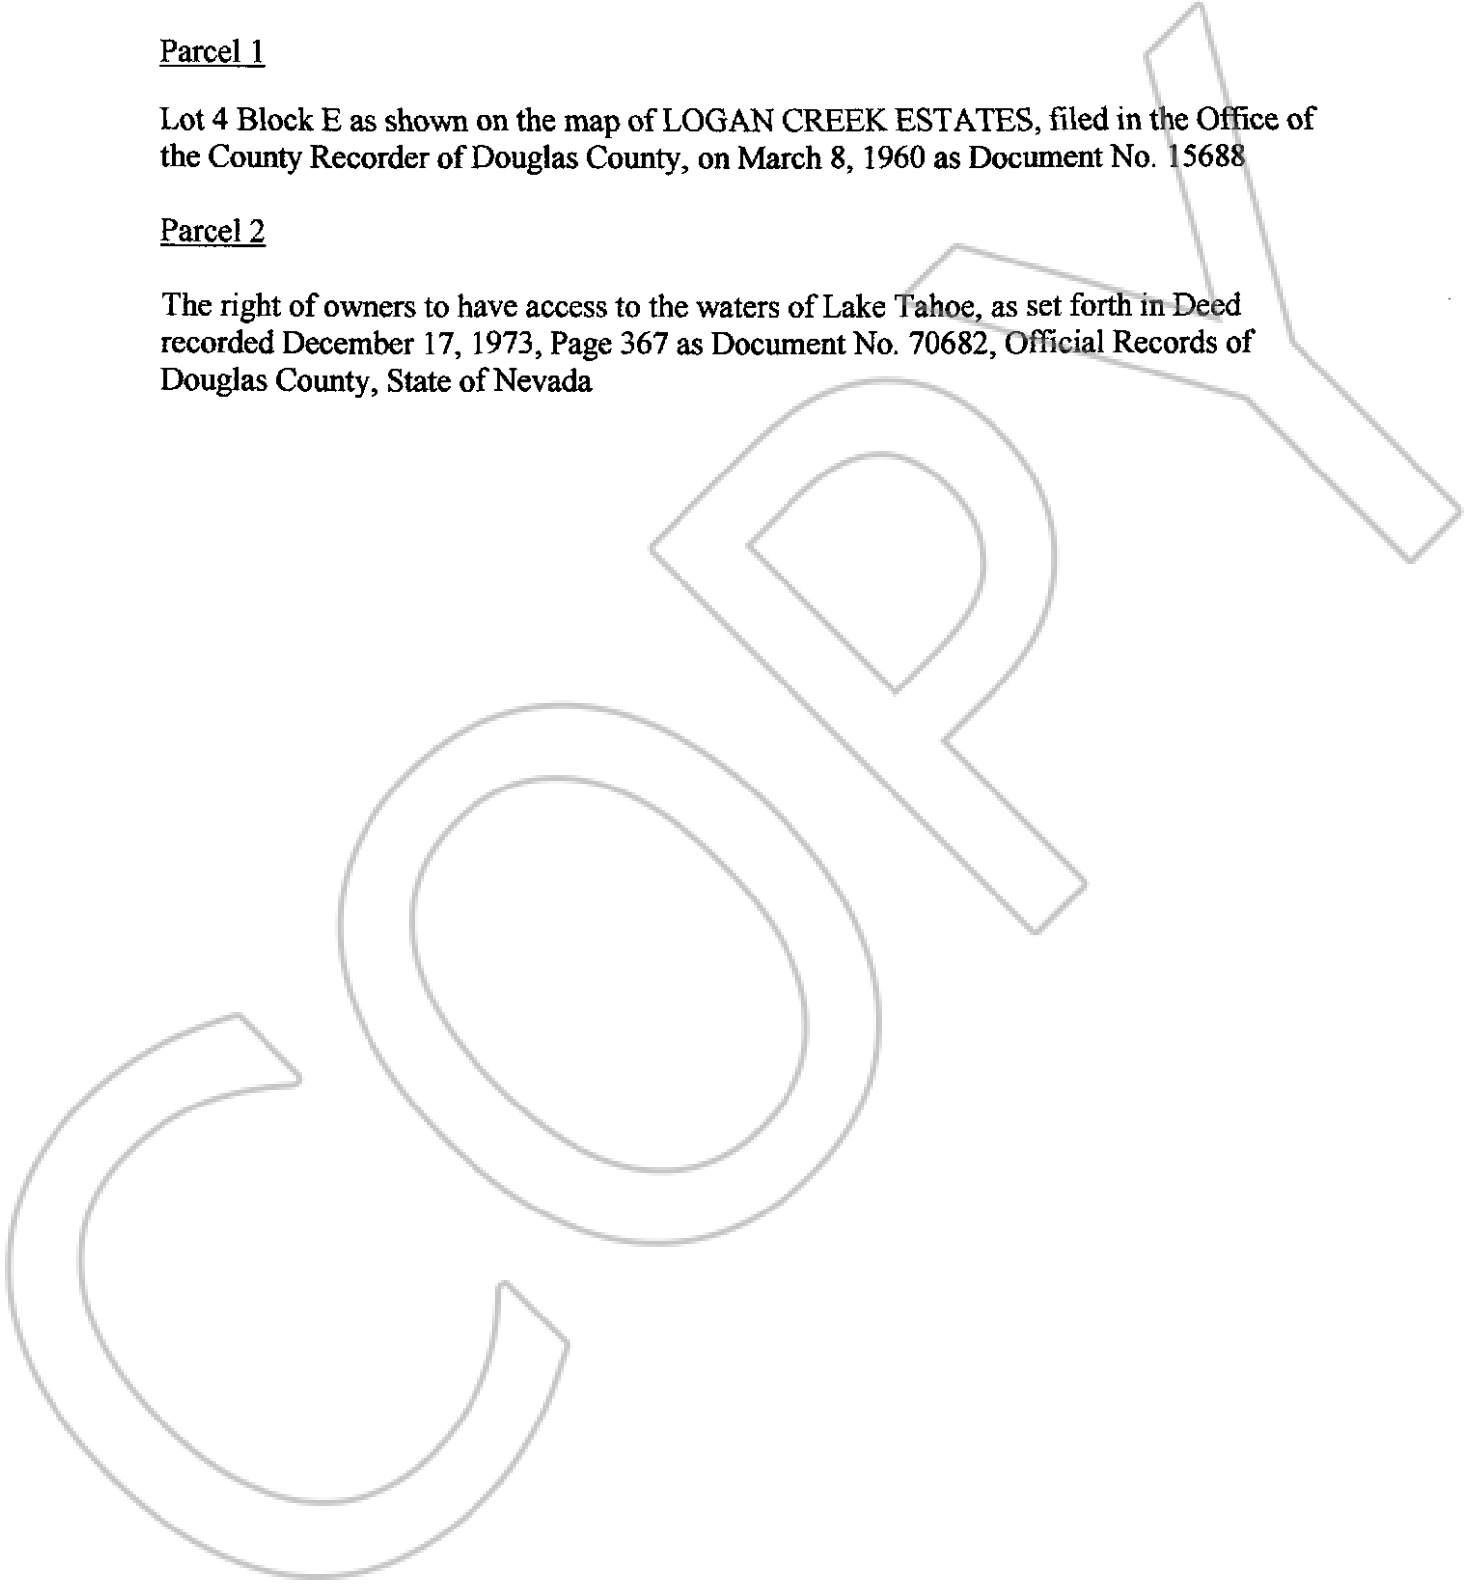 Parcel 1
Lot 4 Block E as shown on the map of LOGAN CREEK ESTATES, filed in the Office of
the County Recorder of Douglas County, on March 8, 1960 as Document No. 15688
Parcel 2
The right of owners to have access to the waters of Lake Tahoe, as set forth in Deed
recorded December 17, 1973, Page 367 as Document No. 70682, Official Records of
Douglas County, State of Nevada
COPY